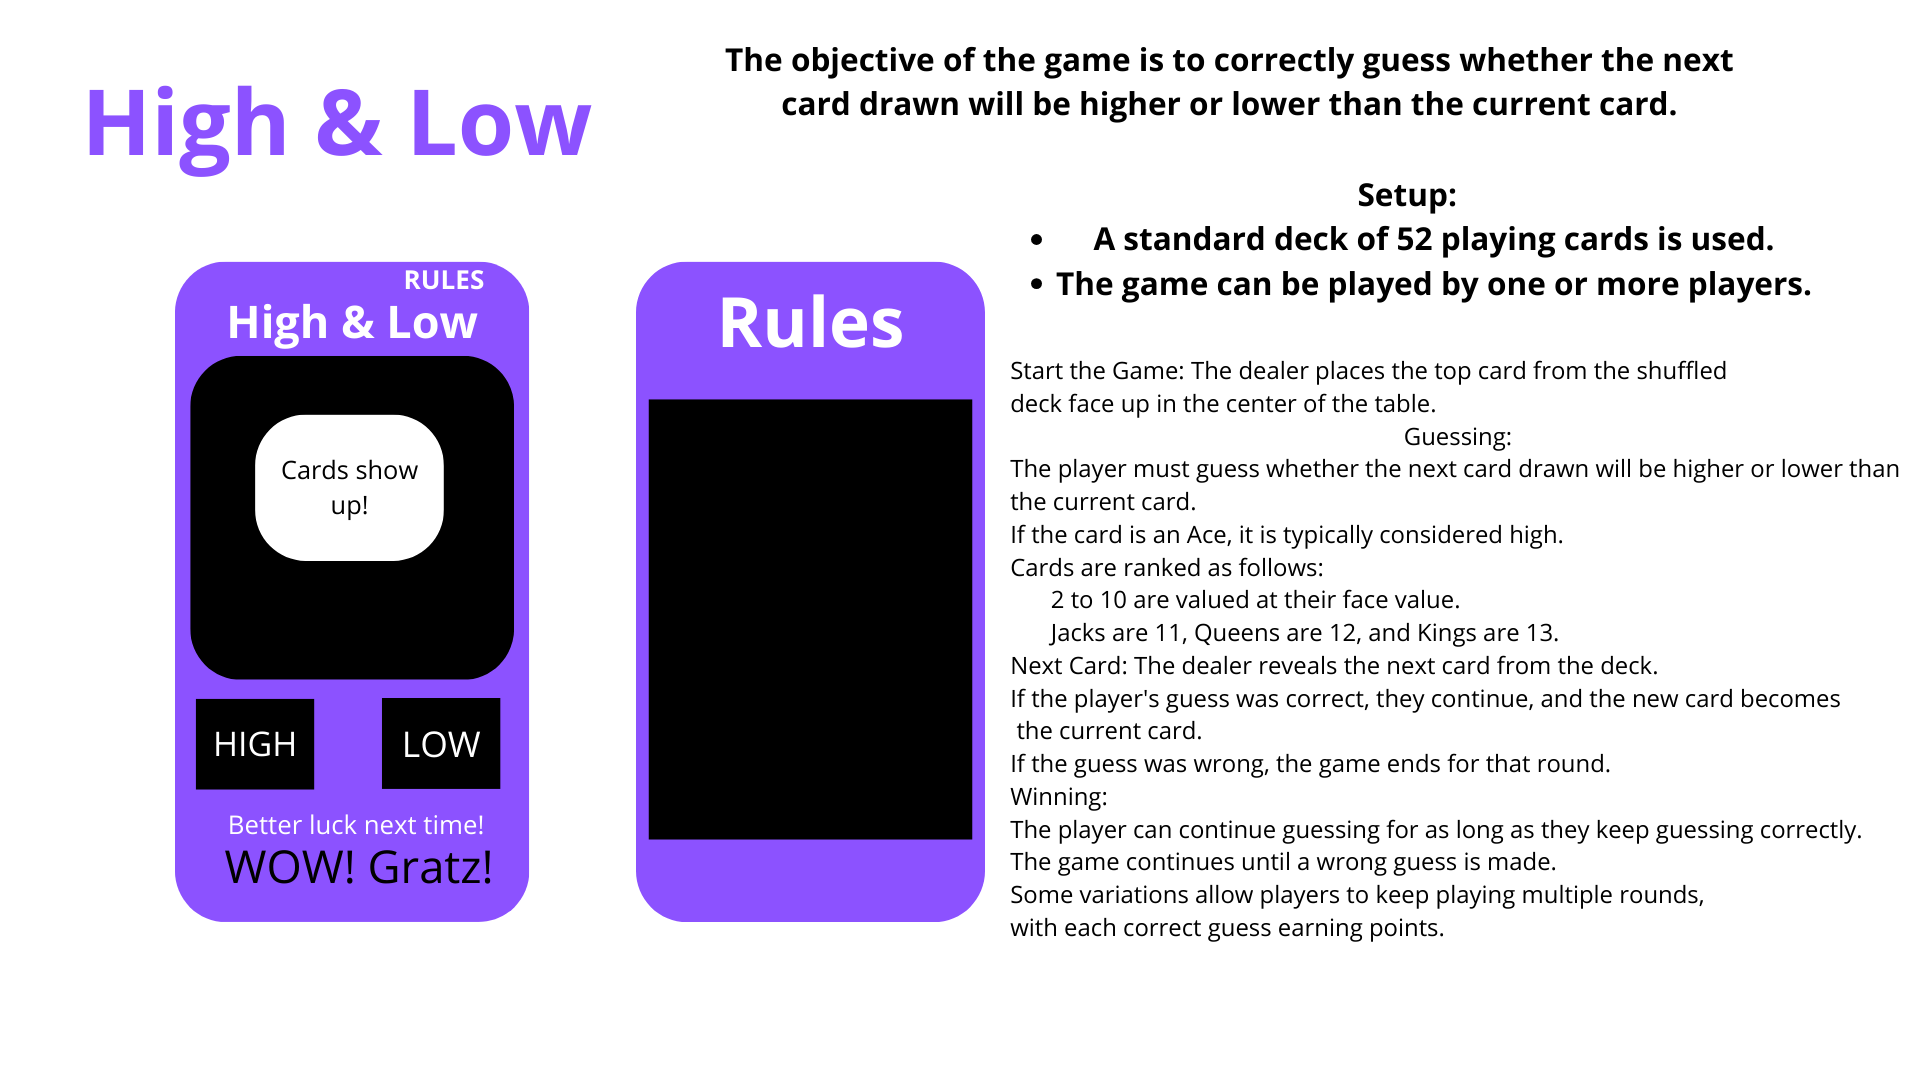 High & Low
The objective of the game is to correctly guess whether the next
card drawn will be higher or lower than the current card.
Setup:
• A standard deck of 52 playing cards is used.
• The game can be played by one or more players.
RULES
High & Low
Cards show
up!
HIGH
LOW
Better luck next time!
WOW! Gratz!
Rules
Start the Game: The dealer places the top card from the shuffled
deck face up in the center of the table.
Guessing:
The player must guess whether the next card drawn will be higher or lower than
the current card.
If the card is an Ace, it is typically considered high.
Cards are ranked as follows:
2 to 10 are valued at their face value.
Jacks are 11, Queens are 12, and Kings are 13.
Next Card: The dealer reveals the next card from the deck.
If the player's guess was correct, they continue, and the new card becomes
the current card.
If the guess was wrong, the game ends for that round.
Winning:
The player can continue guessing for as long as they keep guessing correctly.
The game continues until a wrong guess is made.
Some variations allow players to keep playing multiple rounds,
with each correct guess earning points.